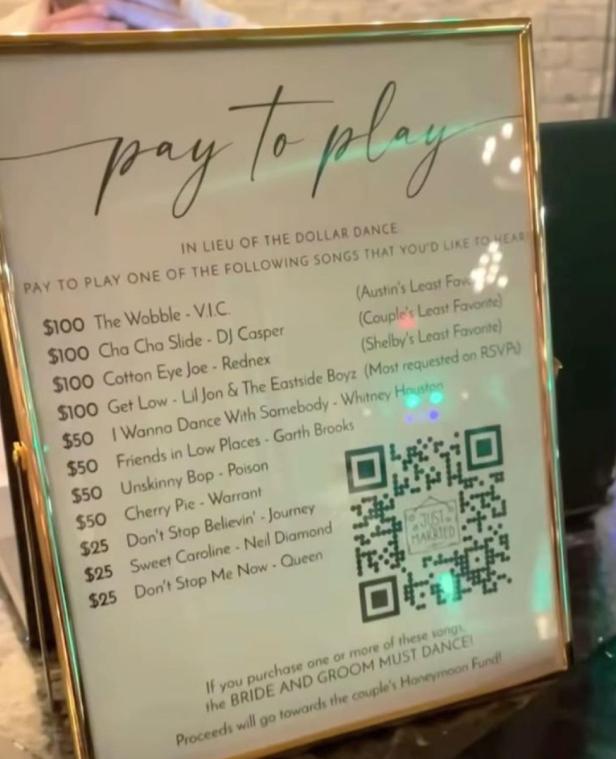 pay to play
IN LIEU OF THE DOLLAR DANCE
PAY TO PLAY ONE OF THE FOLLOWING SONGS THAT YOU'D LIKE TO HEAR
$100 The Wobble - V.I.C. (Austin's Least
$100 Cha Cha Slide - DJ Casper (Couple's Least Favorite)
$100 Cotton Eye Joe - Rednex (Shelby's Least Favorite)
$100 Get Low - Lil Jon & The Eastside Boyz (Most requested on RSVPs)
$50 I Wanna Dance With Somebody - Whitney Houston
$50 Friends in Low Places - Garth Brooks
$50 Unskinny Bop - Poison
$50 Cherry Pie - Warrant
$25 Don't Stop Believin' - Journey
$25 Sweet Caroline - Neil Diamond
$25 Don't Stop Me Now - Queen
JUST
MARRIED
If you purchase one or more of these songs,
the BRIDE AND GROOM MUST DANCE!
Proceeds will go towards the couple's Honeymoon Fund!